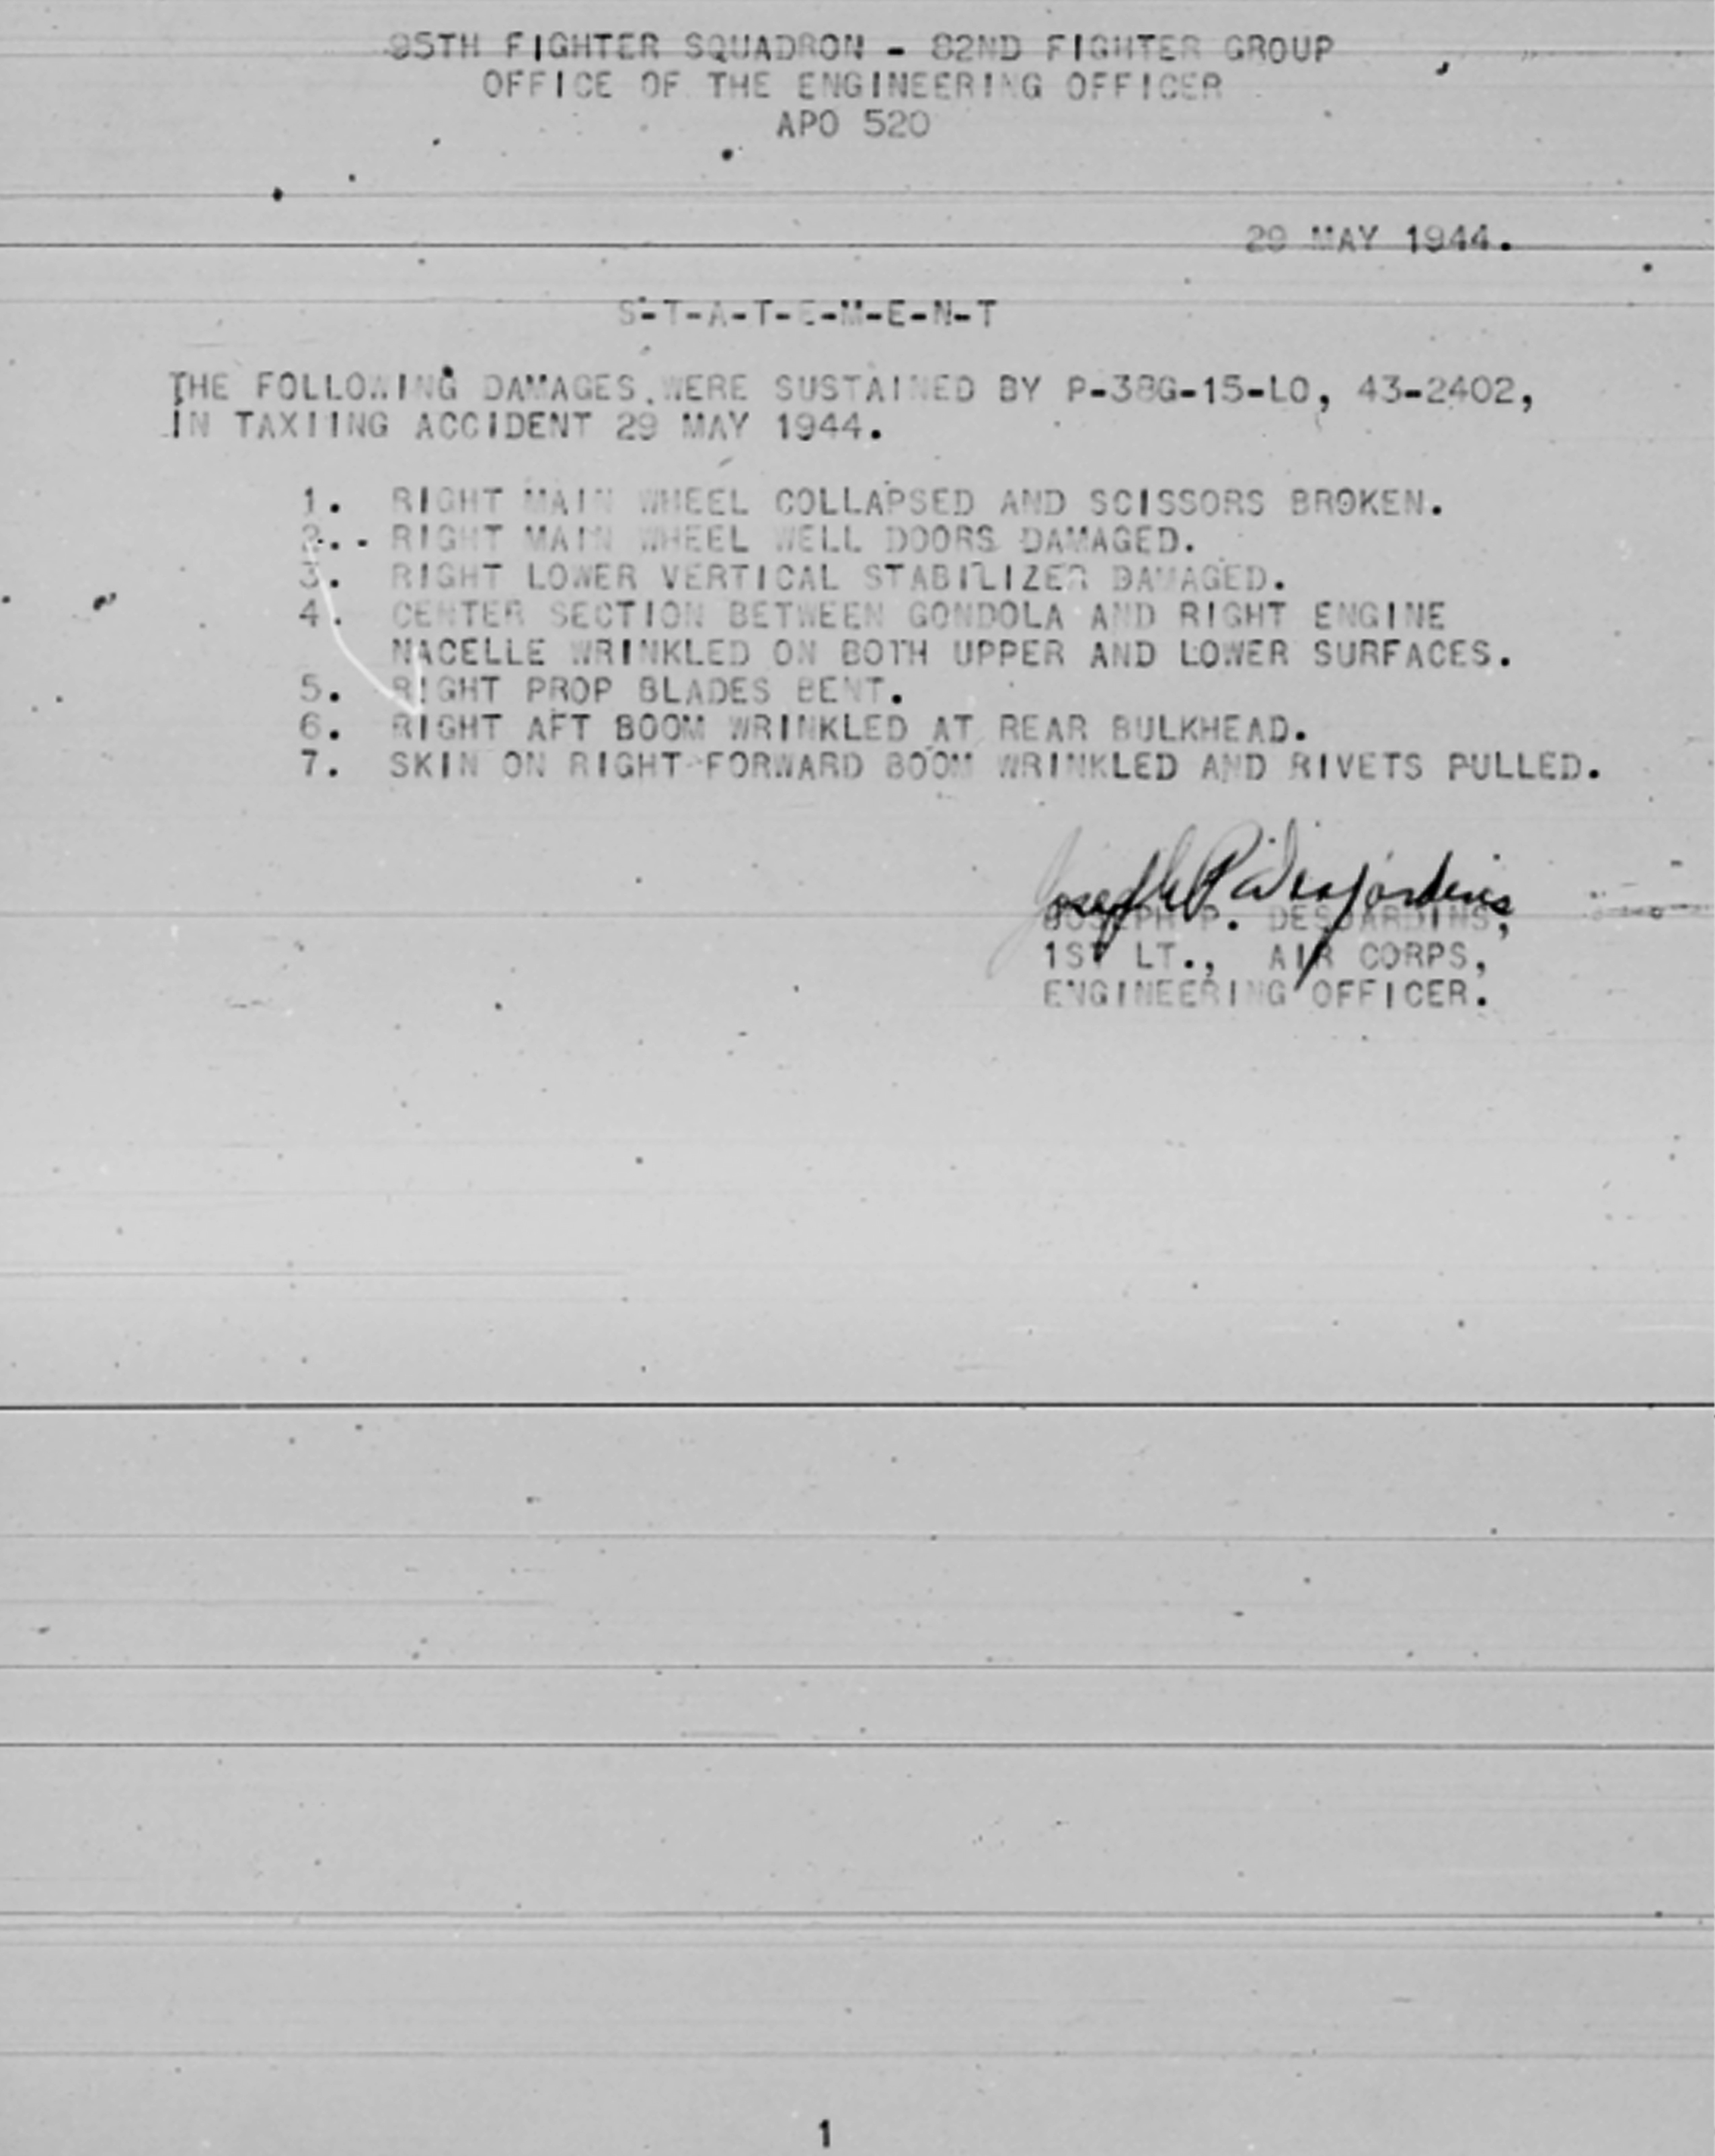 95TH FIGHTER SQUADRON - 82ND FIGHTER GROUP
OFFICE OF THE ENGINEERING OFFICER
APO 520
29 MAY 1944.
S-T-A-T-E-M-E-N-T
THE FOLLOWING DAMAGES WERE SUSTAINED BY P-38G-15-LO, 43-2402,
IN TAXIING ACCIDENT 29 MAY 1944.
1. RIGHT MAIN WHEEL COLLAPSED AND SCISSORS BROKEN.
2. RIGHT MAIN WHEEL WELL DOORS DAMAGED.
3. RIGHT LOWER VERTICAL STABILIZER DAMAGED.
4. CENTER SECTION BETWEEN GONDOLA AND RIGHT ENGINE
NACELLE WRINKLED ON BOTH UPPER AND LOWER SURFACES.
5. RIGHT PROP BLADES BENT.
6. RIGHT AFT BOOM WRINKLED AT REAR BULKHEAD.
7. SKIN ON RIGHT FORWARD BOOM WRINKLED AND RIVETS PULLED.
Joseph P. Desjardins
JOSEPH P. DESJARDINS,
1ST LT., AIR CORPS,
ENGINEERING OFFICER.
1